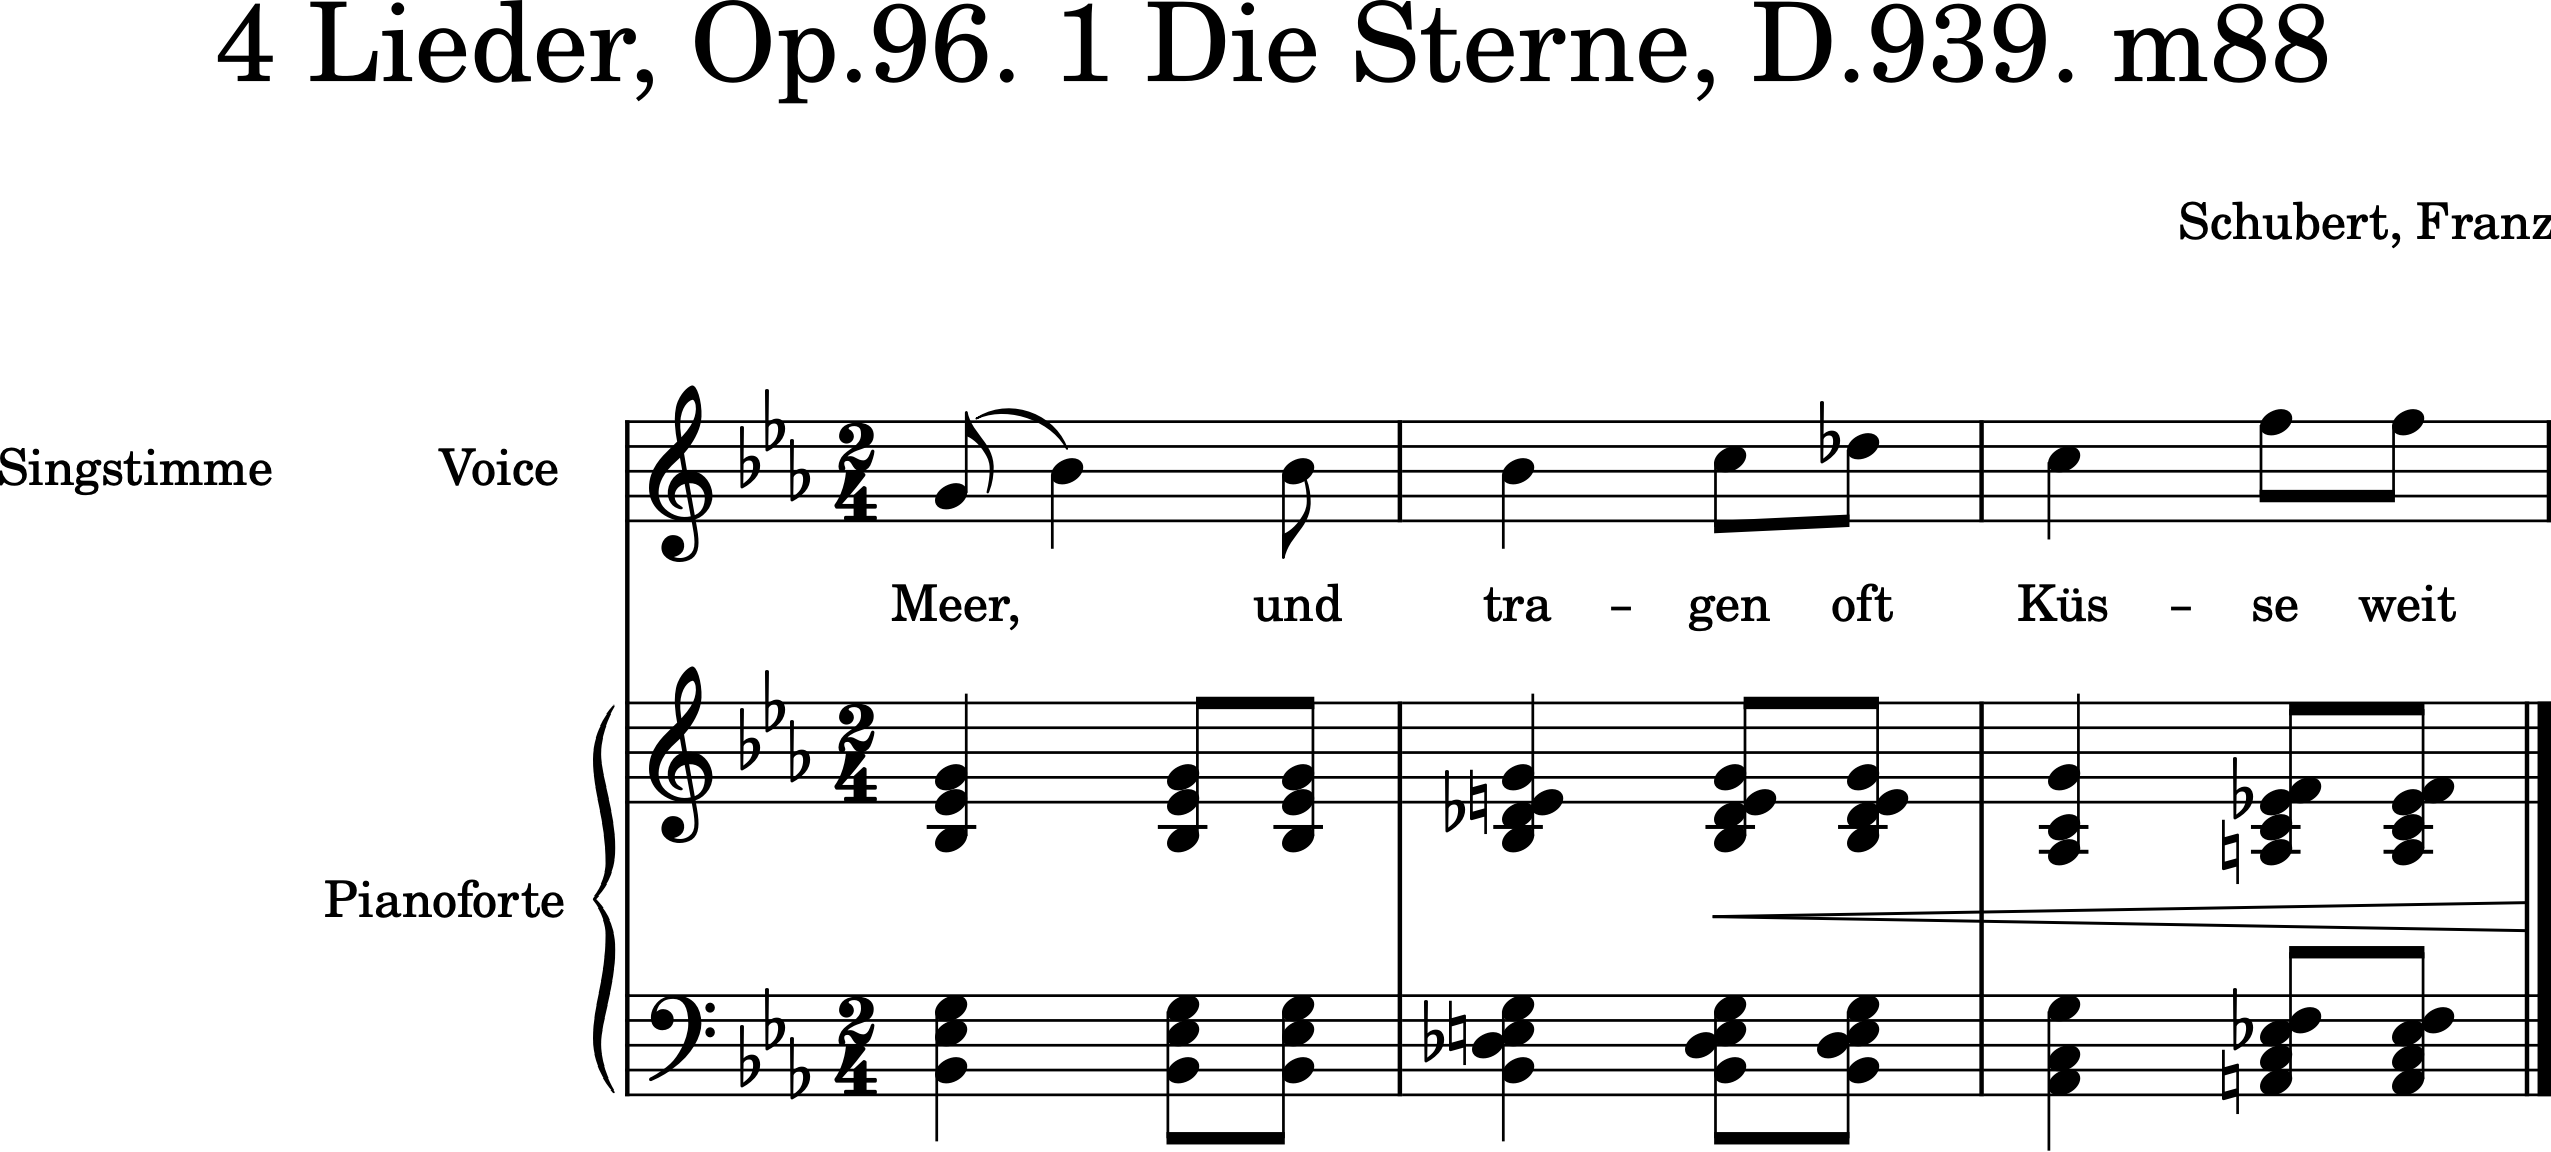 4 Lieder, Op.96. 1 Die Sterne, D.939. m88
Schubert, Franz
Singstimme Voice
Meer, und tra - gen oft Küs - se weit
Pianoforte